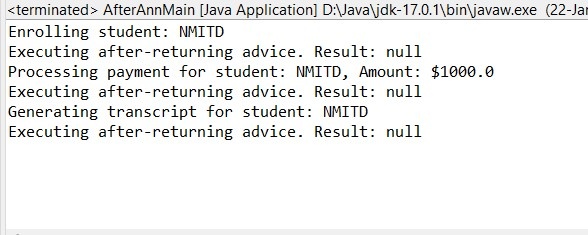 <terminated> AfterAnnMain [Java Application] D:\Java\jdk-17.0.1\bin\javaw.exe (22-Jan
Enrolling student: NMITD
Executing after-returning advice. Result: null
Processing payment for student: NMITD, Amount: $1000.0
Executing after-returning advice. Result: null
Generating transcript for student: NMITD
Executing after-returning advice. Result: null